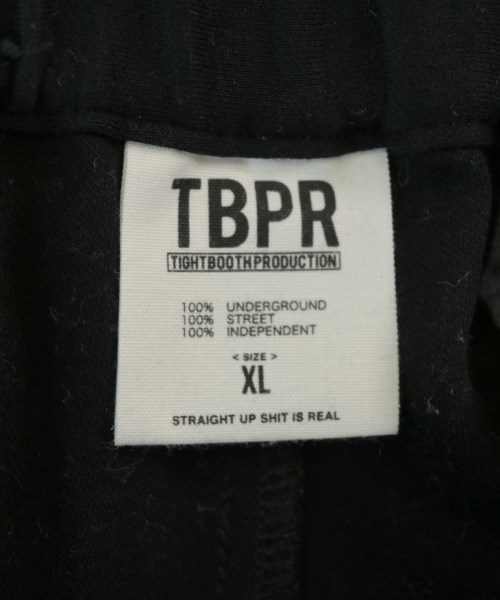 TBPR
TIGHTBOOTHPRODUCTION
100% UNDERGROUND
100% STREET
100% INDEPENDENT
< SIZE >
XL
STRAIGHT UP SHIT IS REAL